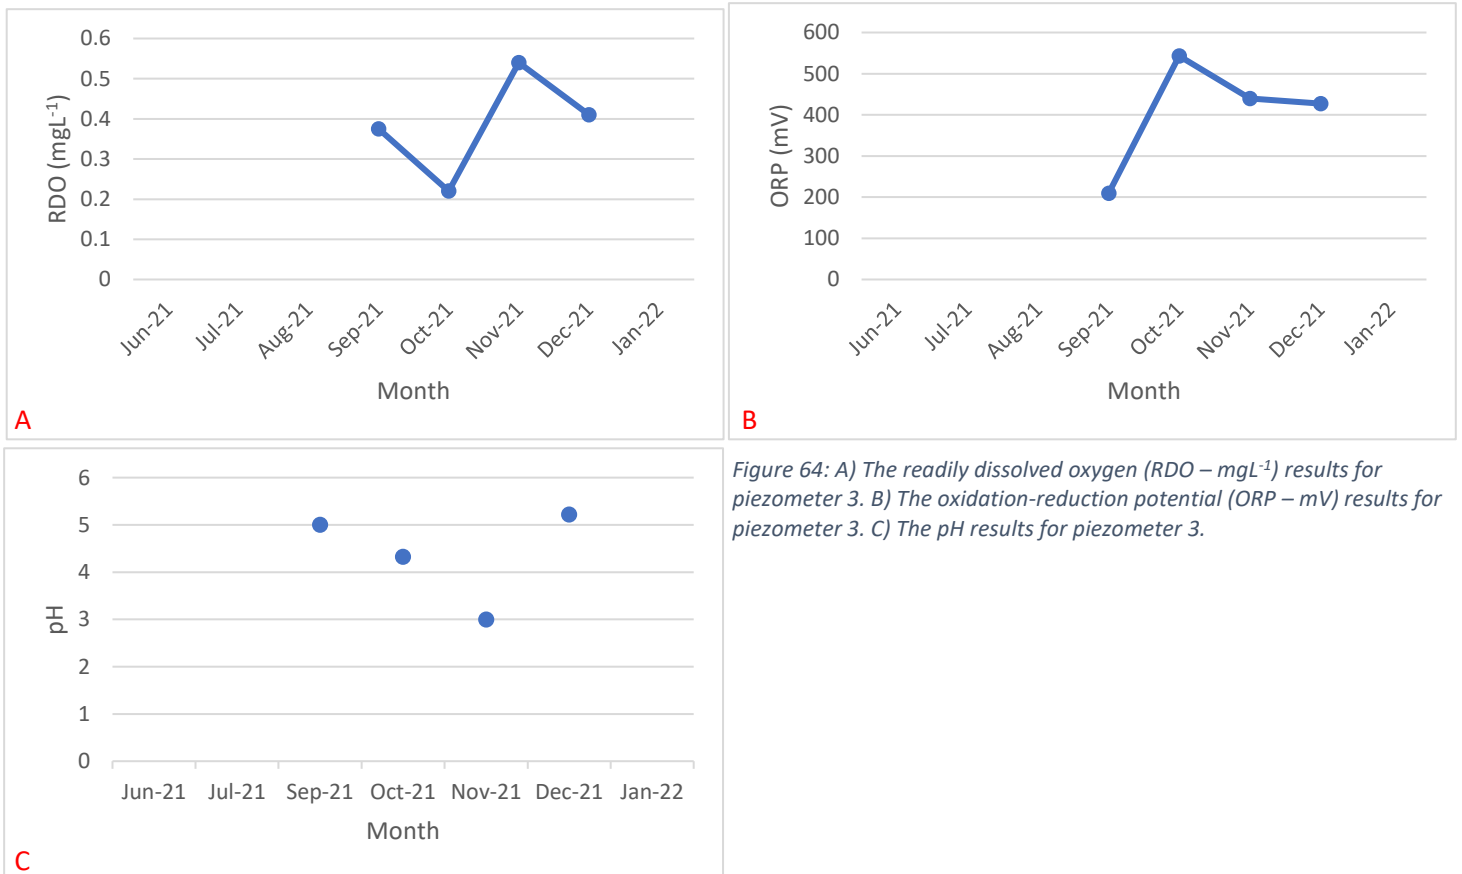 0.6
0.5
0.4
0.3
0.2
0.1
0
RDO (mgL-1)
Jun-21 Jul-21 Aug-21 Sep-21 Oct-21 Nov-21 Dec-21 Jan-22
Month
A
600
500
400
300
200
100
0
ORP (mV)
Jun-21 Jul-21 Aug-21 Sep-21 Oct-21 Nov-21 Dec-21 Jan-22
Month
B
6
5
4
3
2
1
0
pH
Jun-21 Jul-21 Sep-21 Oct-21 Nov-21 Dec-21 Jan-22
Month
C
Figure 64: A) The readily dissolved oxygen (RDO – mgL-1) results for
piezometer 3. B) The oxidation-reduction potential (ORP – mV) results for
piezometer 3. C) The pH results for piezometer 3.